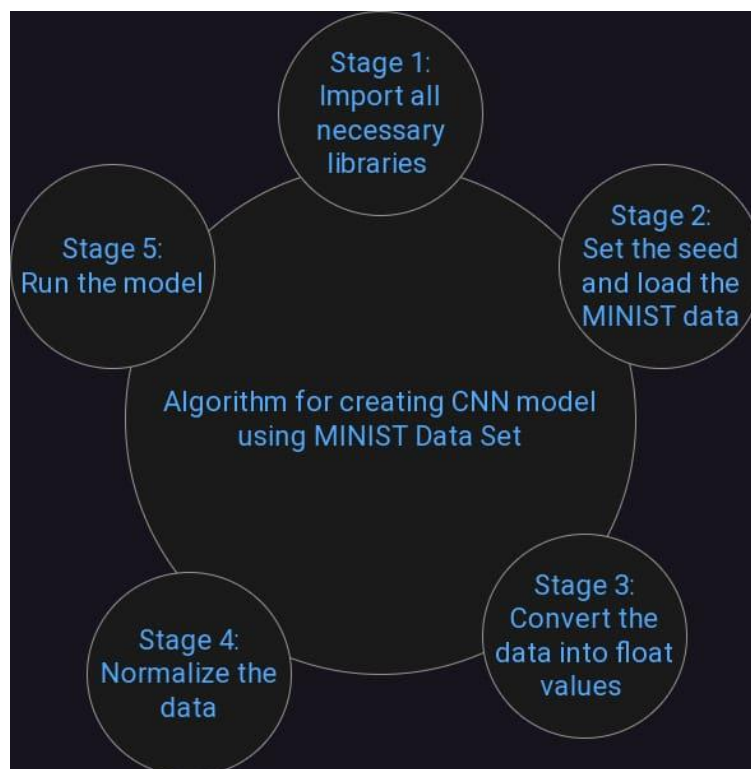 Stage 1:
Import all
necessary
libraries
Stage 2:
Set the seed
and load the
MINIST data
Stage 3:
Convert the
data into float
values
Stage 4:
Normalize the
data
Stage 5:
Run the model
Algorithm for creating CNN model
using MINIST Data Set